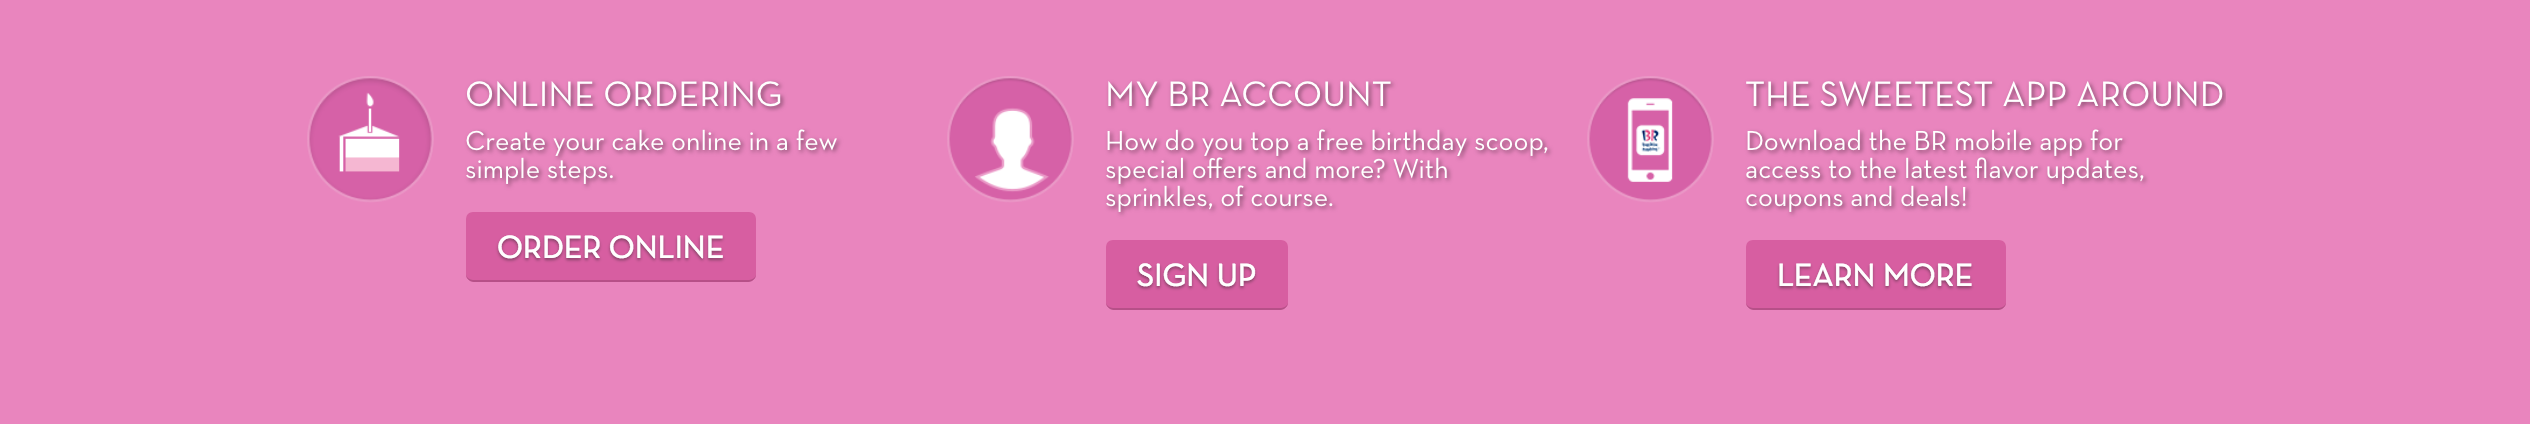 ONLINE ORDERING
Create your cake online in a few
simple steps.
ORDER ONLINE
MY BR ACCOUNT
How do you top a free birthday scoop,
special offers and more? With
sprinkles, of course.
SIGN UP
BR
THE SWEETEST APP AROUND
Download the BR mobile app for
access to the latest flavor updates,
coupons and deals!
LEARN MORE